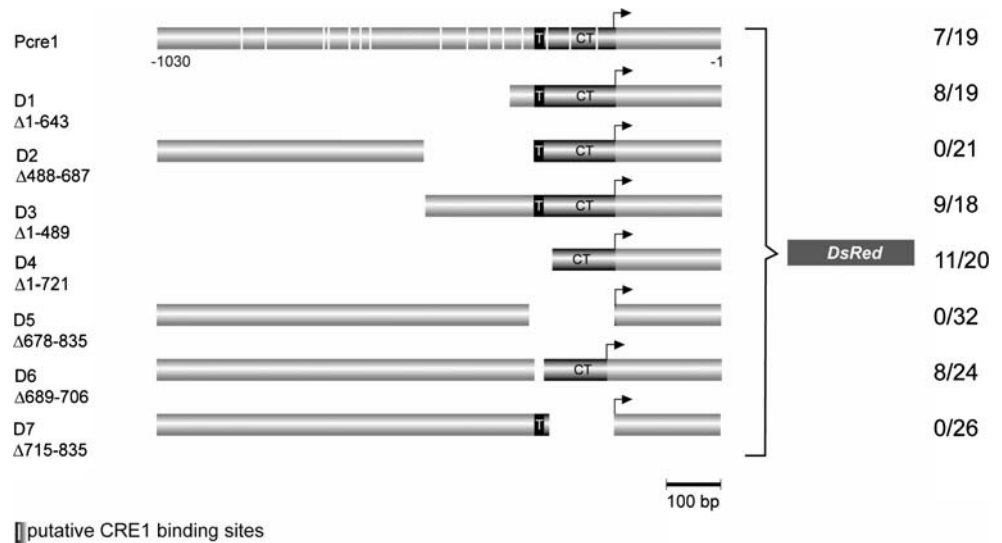 Pcre1 T CT 7/19
-1030 -1
D1 T CT 8/19
Δ1-643
D2 T CT 0/21
Δ488-687
D3 T CT 9/18
Δ1-489
D4 CT 11/20
Δ1-721
DsRed
D5 0/32
Δ678-835
D6 CT 8/24
Δ689-706
D7 T 0/26
Δ715-835
100 bp
putative CRE1 binding sites